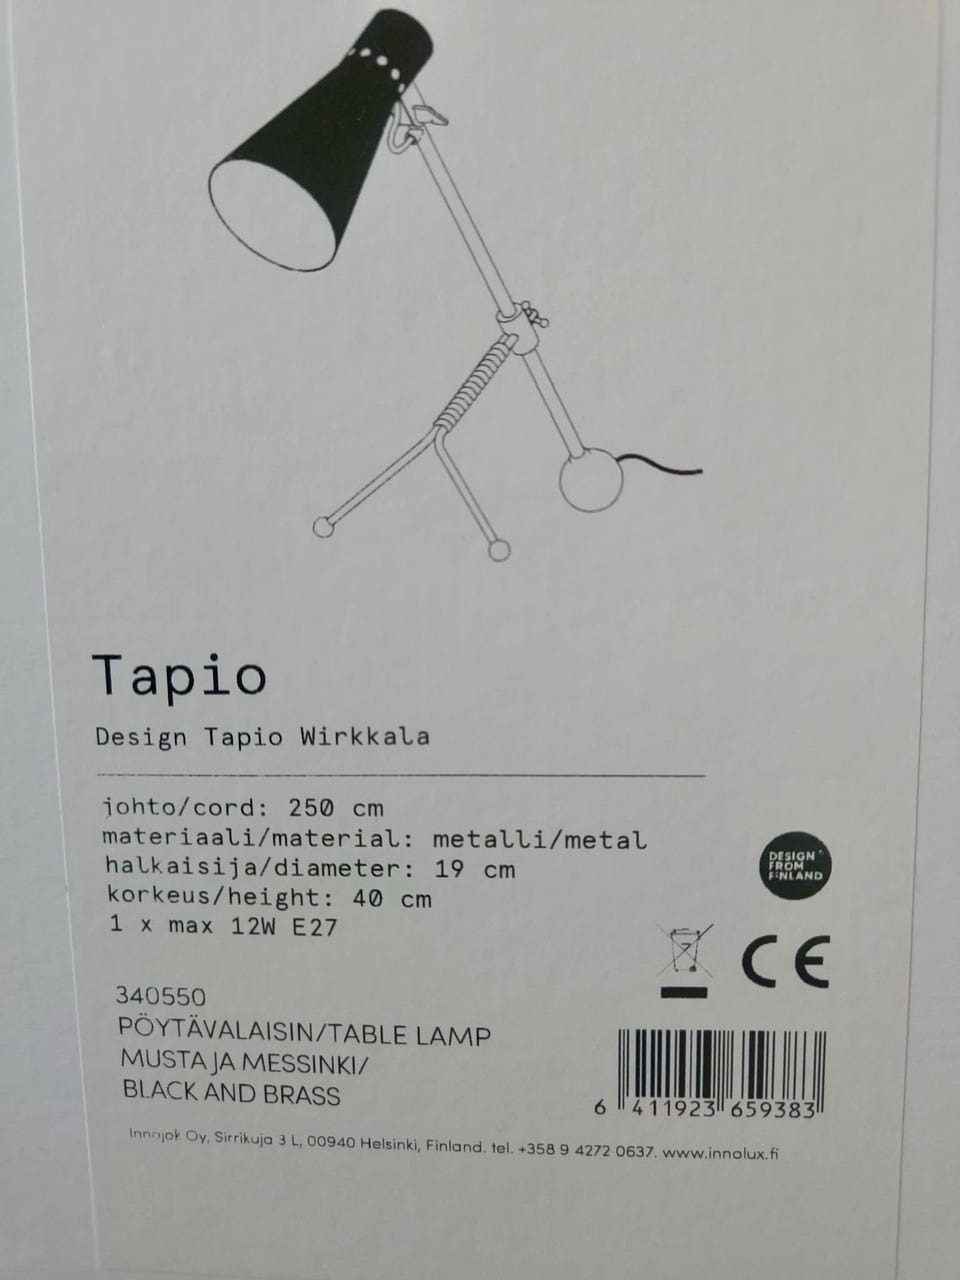 Tapio
Design Tapio Wirkkala
johto/cord: 250 cm
materiaali/material: metalli/metal
halkaisija/diameter: 19 cm
korkeus/height: 40 cm
1 x max 12W E27
DESIGN
FROM
FINLAND
CE
340550
PÖYTÄVALAISIN/TABLE LAMP
MUSTA JA MESSINKI/
BLACK AND BRASS
6 411923 659383
Innojok Oy, Sirrikuja 3 L, 00940 Helsinki, Finland. tel. +358 9 4272 0637. www.innolux.fi